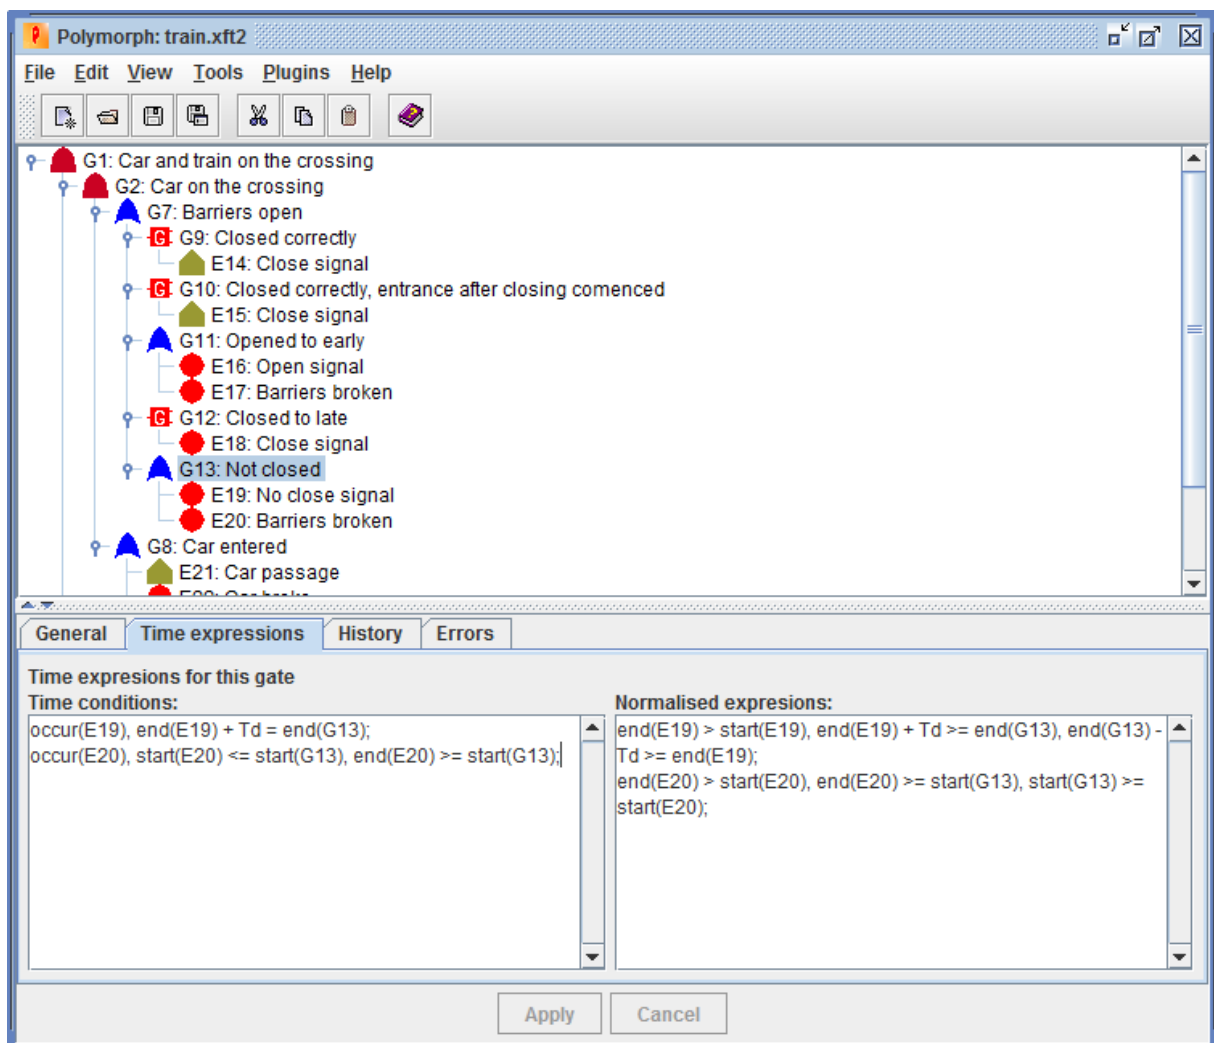 Polymorph: train.xft2
File Edit View Tools Plugins Help
G1: Car and train on the crossing
G2: Car on the crossing
G7: Barriers open
G G9: Closed correctly
E14: Close signal
G G10: Closed correctly, entrance after closing comenced
E15: Close signal
G11: Opened to early
E16: Open signal
E17: Barriers broken
G G12: Closed to late
E18: Close signal
G13: Not closed
E19: No close signal
E20: Barriers broken
G8: Car entered
E21: Car passage
General Time expressions History Errors
Time expresions for this gate
Time conditions:
occur(E19), end(E19) + Td = end(G13);
occur(E20), start(E20) <= start(G13), end(E20) >= start(G13);
Normalised expresions:
end(E19) > start(E19), end(E19) + Td >= end(G13), end(G13) -
Td >= end(E19);
end(E20) > start(E20), end(E20) >= start(G13), start(G13) >=
start(E20);
Apply Cancel